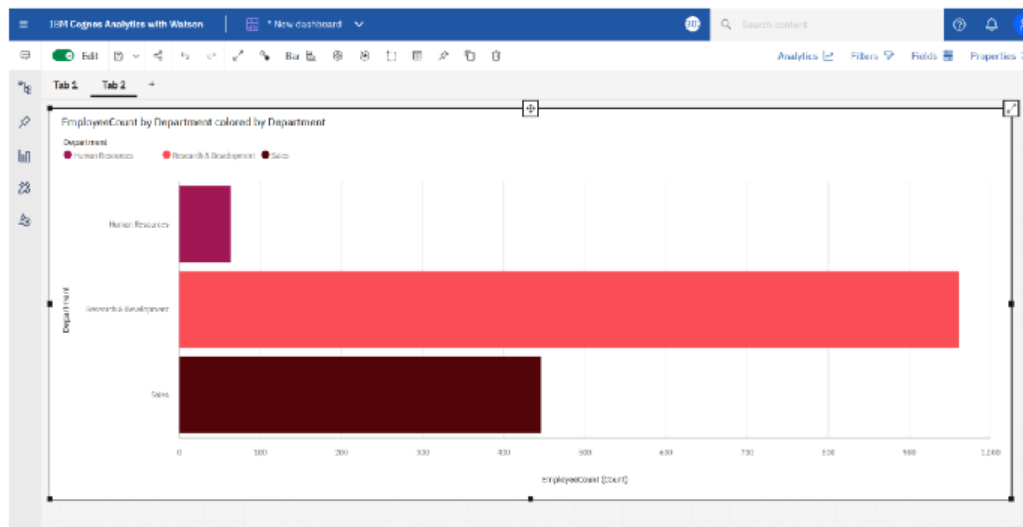 IBM Cognos Analytics with Watson * New dashboard Search content
Edit Bar Analytics Filters Fields Properties
Tab 1 Tab 2 +
EmployeeCount by Department colored by Department
Department
Human Resources Research & Development Sales
Human Resources
Research & Development
Sales
Department
0 100 200 300 400 500 600 700 800 900 1,000
EmployeeCount (Count)